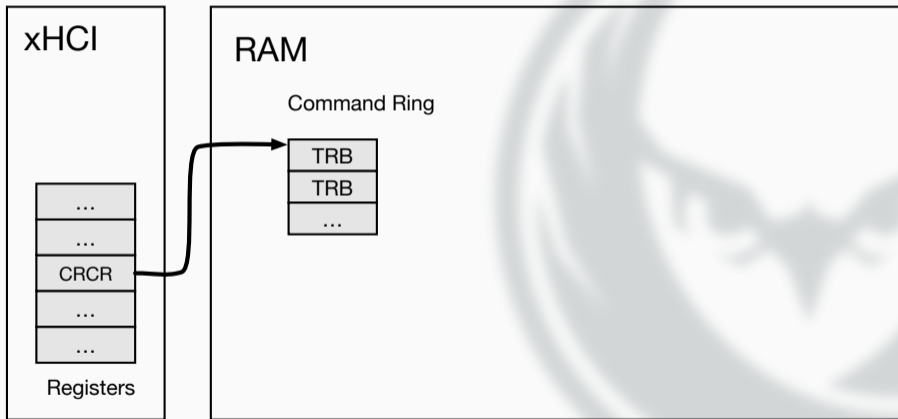 xHCI
RAM
Command Ring
TRB
TRB
...
...
...
CRCR
...
...
Registers